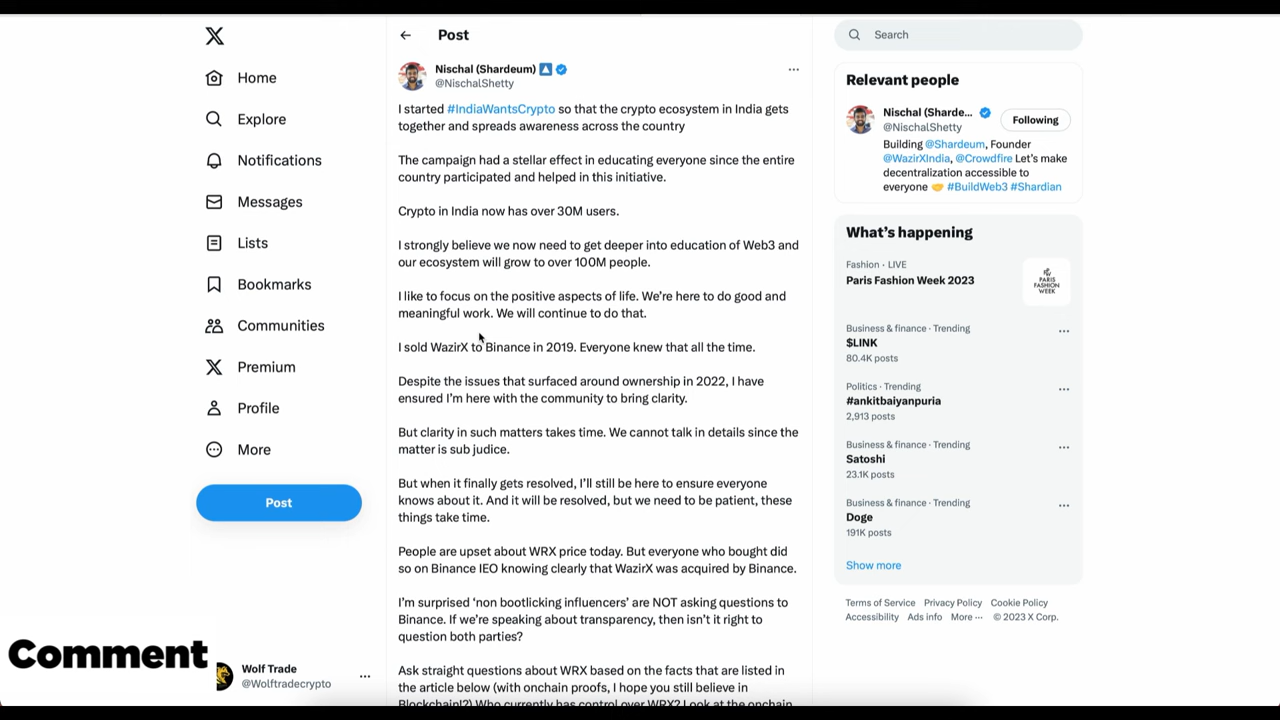 Home
Explore
Notifications
Messages
Lists
Bookmarks
Communities
Premium
Profile
More
Post
Comment
Wolf Trade
@Wolftradecrypto
Post
Nischal (Shardeum)
@NischalShetty
I started #IndiaWantsCrypto so that the crypto ecosystem in India gets
together and spreads awareness across the country
The campaign had a stellar effect in educating everyone since the entire
country participated and helped in this initiative.
Crypto in India now has over 30M users.
I strongly believe we now need to get deeper into education of Web3 and
our ecosystem will grow to over 100M people.
I like to focus on the positive aspects of life. We’re here to do good and
meaningful work. We will continue to do that.
I sold WazirX to Binance in 2019. Everyone knew that all the time.
Despite the issues that surfaced around ownership in 2022, I have
ensured I’m here with the community to bring clarity.
But clarity in such matters takes time. We cannot talk in details since the
matter is sub judice.
But when it finally gets resolved, I’ll still be here to ensure everyone
knows about it. And it will be resolved, but we need to be patient, these
things take time.
People are upset about WRX price today. But everyone who bought did
so on Binance IEO knowing clearly that WazirX was acquired by Binance.
I’m surprised ‘non bootlicking influencers’ are NOT asking questions to
Binance. If we’re speaking about transparency, then isn’t it right to
question both parties?
Ask straight questions about WRX based on the facts that are listed in
the article below (with onchain proofs, I hope you still believe in
Blockchain!?) Who currently has control over WRX? Look at the onchain
Search
Relevant people
Nischal (Sharde...
@NischalShetty
Following
Building @Shardeum, Founder
@WazirXIndia, @Crowdfire Let’s make
decentralization accessible to
everyone 🤝 #BuildWeb3 #Shardian
What’s happening
Fashion · LIVE
Paris Fashion Week 2023
PARIS
FASHION
WEEK
Business & finance · Trending
$LINK
80.4K posts
Politics · Trending
#ankitbaiyanpuria
2,913 posts
Business & finance · Trending
Satoshi
23.1K posts
Business & finance · Trending
Doge
191K posts
Show more
Terms of Service Privacy Policy Cookie Policy
Accessibility Ads info More ··· © 2023 X Corp.